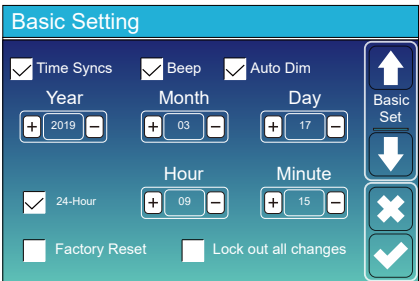 Basic Setting
Time Syncs Beep Auto Dim
Year Month Day
+ 2019 − + 03 − + 17 −
Basic
Set
Hour Minute
24-Hour + 09 − + 15 −
Factory Reset Lock out all changes